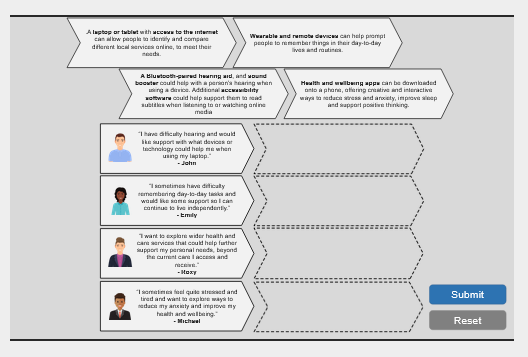 A laptop or tablet with access to the internet
can allow people to identify and compare
different local services online, to meet their
needs.
Wearable and remote devices can help prompt
people to remember things in their day-to-day
lives and routines.
A Bluetooth-paired hearing aid, and sound
booster could help with a person's hearing when
using a device. Additional accessibility
software could help support them to read
subtitles when listening to or watching online
media
Health and wellbeing apps can be downloaded
onto a phone, offering creative and interactive
ways to reduce stress and anxiety, improve sleep
and support positive thinking.
"I have difficulty hearing and would
like support with what devices or
technology could help me when
using my laptop."
- John
"I sometimes have difficulty
remembering day-to-day tasks and
would like some support so I can
continue to live independently."
- Emily
"I want to explore wider health and
care services that could help further
support my personal needs, beyond
the current care I access and
receive."
- Roxy
"I sometimes feel quite stressed and
tired and want to explore ways to
reduce my anxiety and improve my
health and wellbeing."
- Michael
Submit
Reset